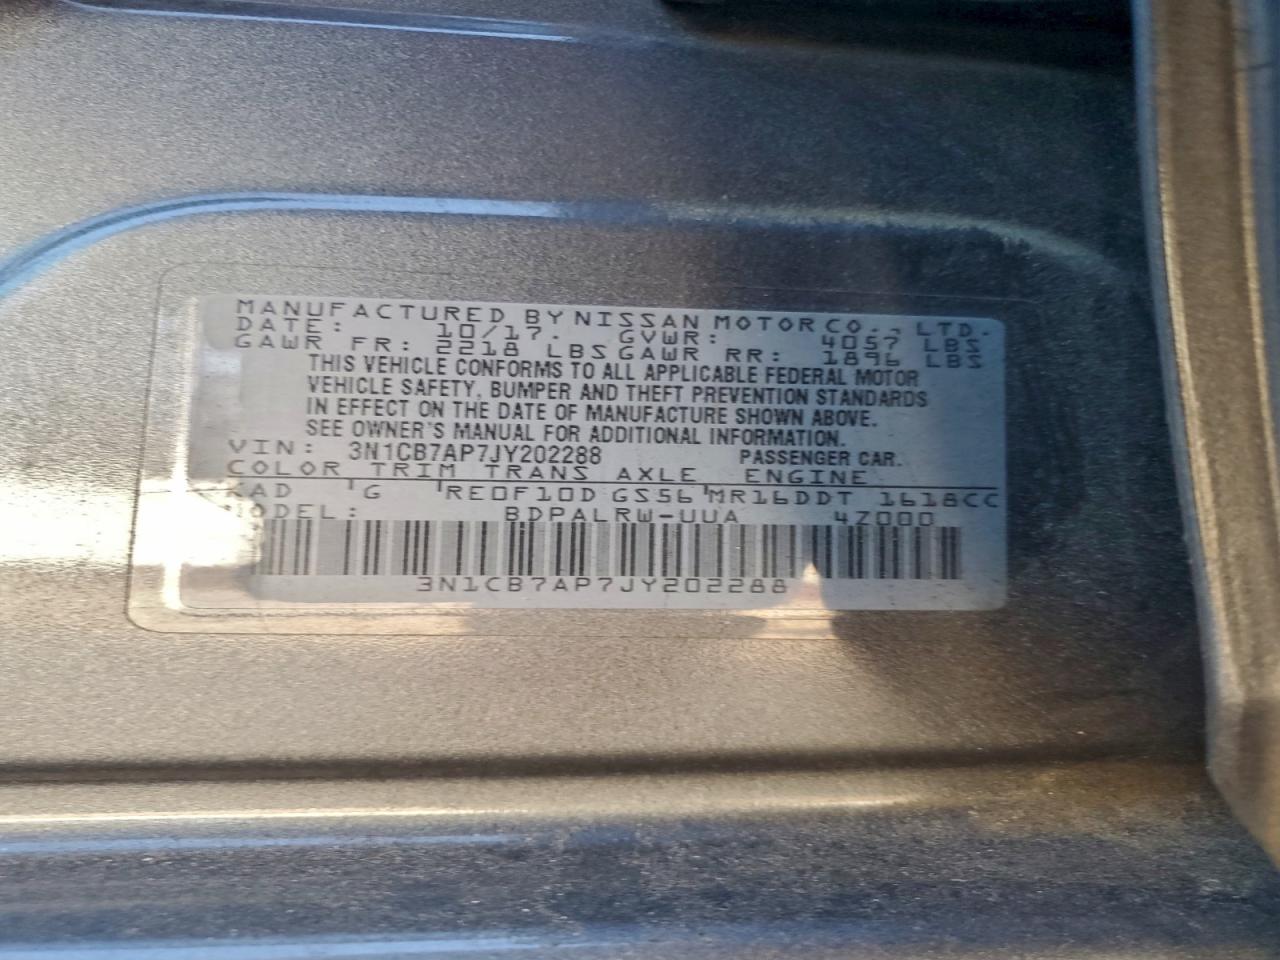 MANUFACTURED BY NISSAN MOTOR CO., LTD.
DATE: 10/17. GVWR: 4057 LBS
GAWR FR: 2218 LBS GAWR RR: 1896 LBS
THIS VEHICLE CONFORMS TO ALL APPLICABLE FEDERAL MOTOR
VEHICLE SAFETY, BUMPER AND THEFT PREVENTION STANDARDS
IN EFFECT ON THE DATE OF MANUFACTURE SHOWN ABOVE.
SEE OWNER'S MANUAL FOR ADDITIONAL INFORMATION.
VIN: 3N1CB7AP7JY202288 PASSENGER CAR.
COLOR TRIM TRANS AXLE ENGINE
KAD G RE0F10D GS56 MR16DDT 1618CC
MODEL: BDPALRW-UUA 4Z000
3N1CB7AP7JY202288